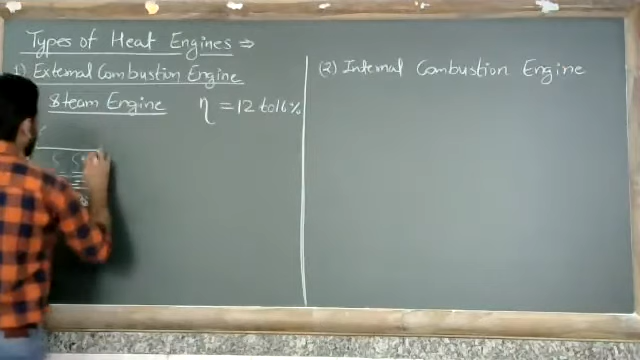 Types of Heat Engines ⇒
1) External Combustion Engine
Steam Engine η = 12 to 16%
(2) Internal Combustion Engine